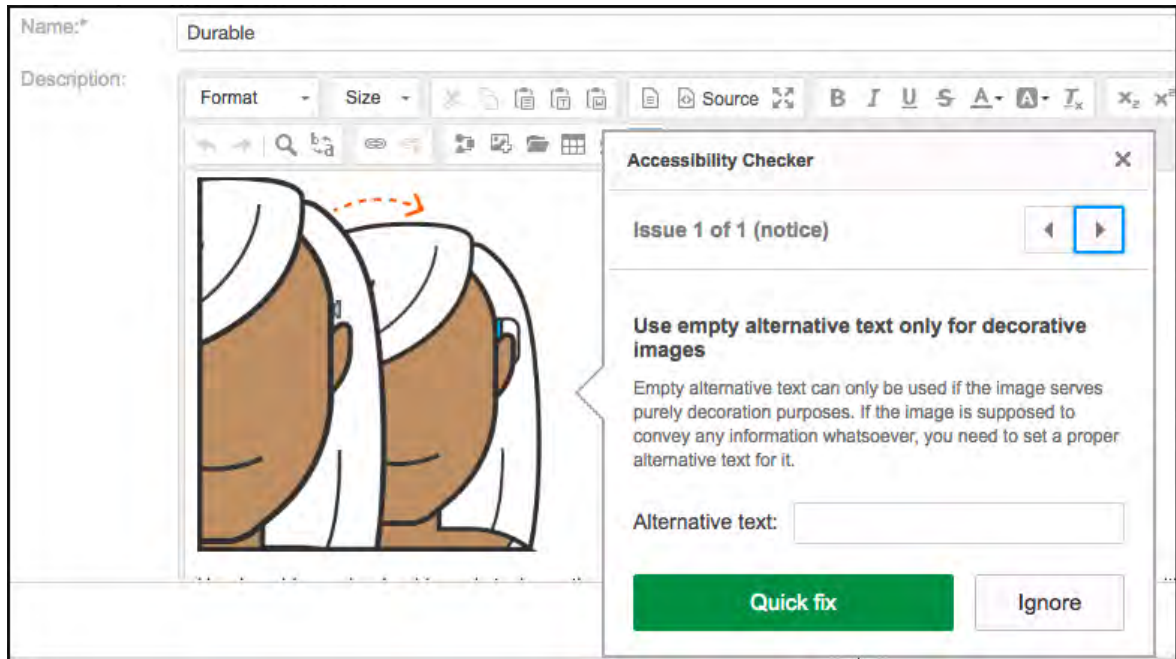 Name:*
Durable
Description:
Format
Size
Source
B I U S A A Tx x₂ x²
b a
Accessibility Checker
Issue 1 of 1 (notice)
Use empty alternative text only for decorative
images
Empty alternative text can only be used if the image serves
purely decoration purposes. If the image is supposed to
convey any information whatsoever, you need to set a proper
alternative text for it.
Alternative text:
Quick fix
Ignore